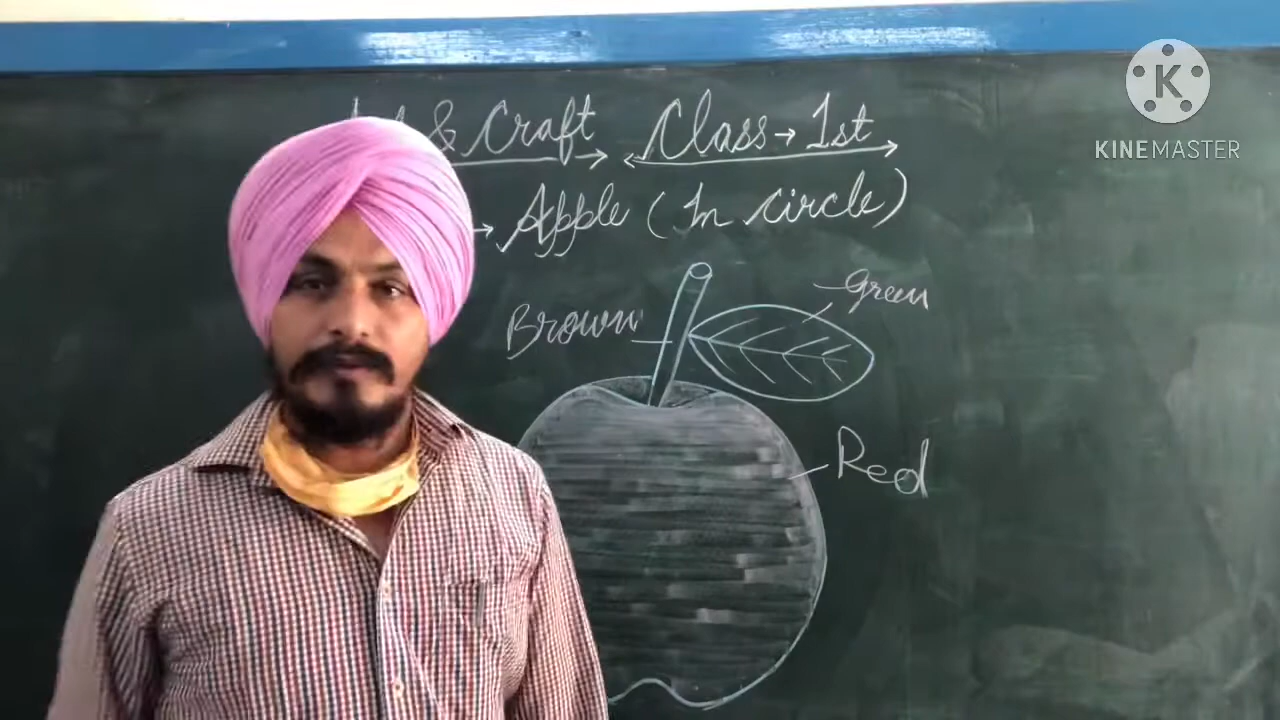 & Craft Class → 1st
→ Apple (In circle)
Green
Brown
Red
K
KINEMASTER